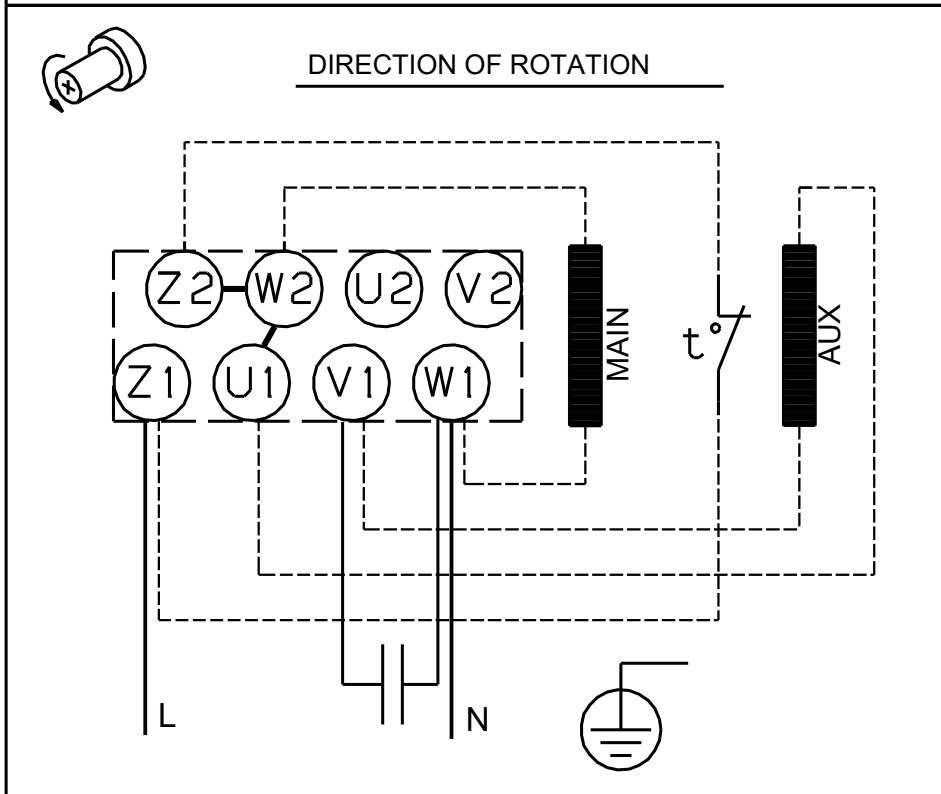 DIRECTION OF ROTATION
Z2 W2 U2 V2
Z1 U1 V1 W1
MAIN
t°
AUX
L
N